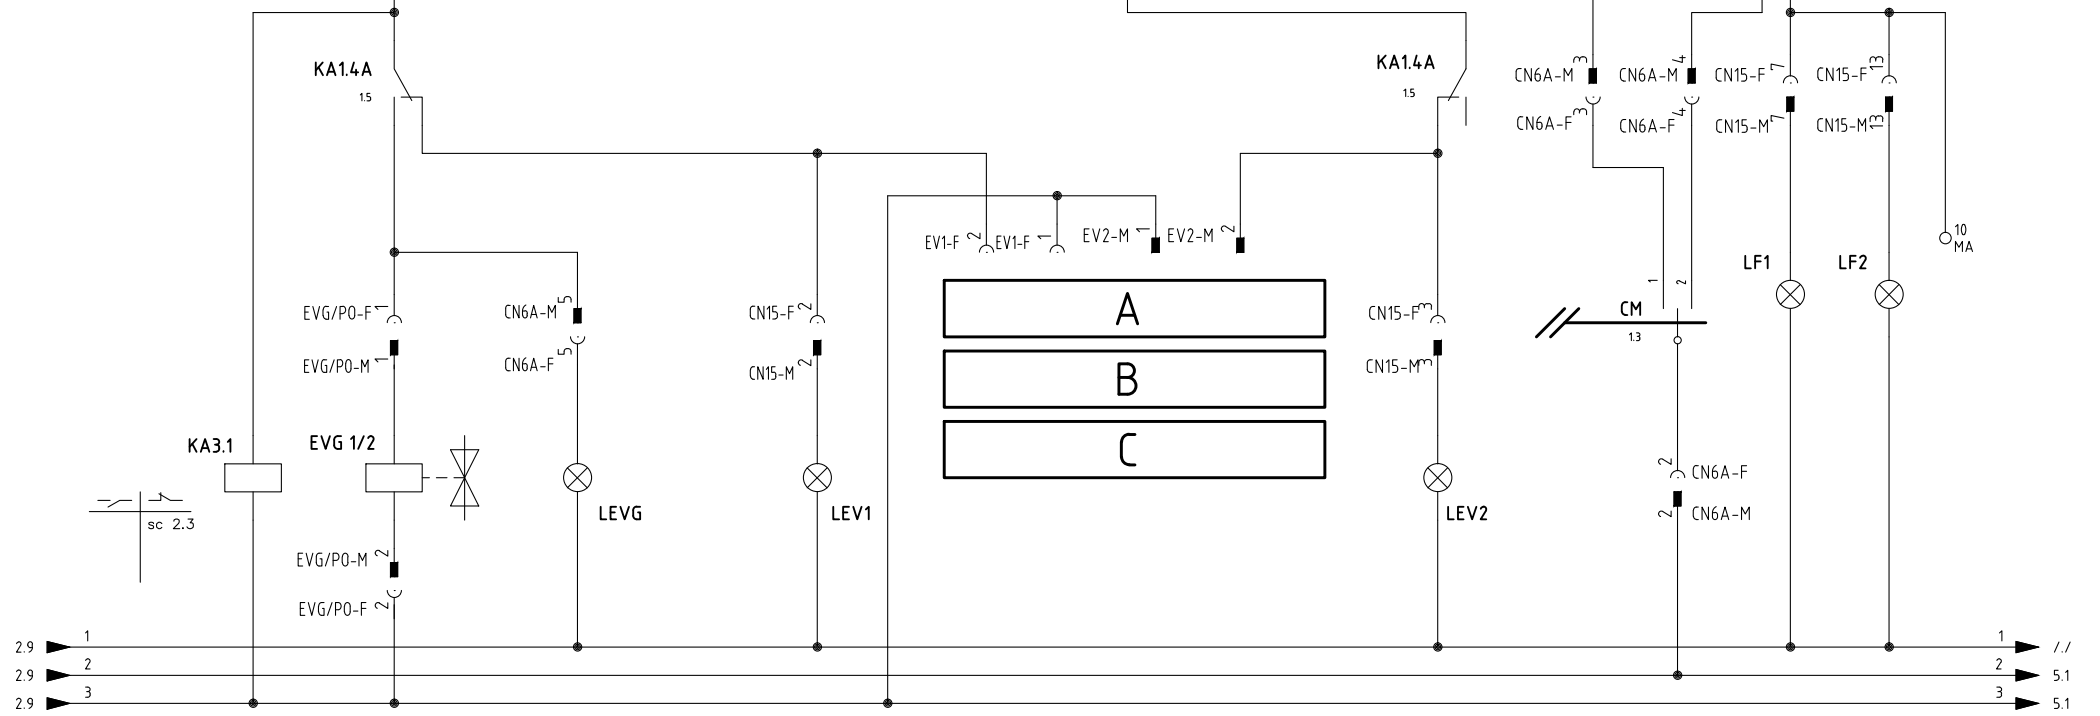 KA1.4A
1.5
KA1.4A
1.5
CN6A-M 3
CN6A-F 3
CN6A-M 4
CN6A-F 4
CN15-F 7
CN15-M 7
CN15-F 13
CN15-M 13
10
MA
EV1-F 2
EV1-F 1
EV2-M 1
EV2-M 2
EVG/PO-F 1
EVG/PO-M 1
CN6A-M 5
CN6A-F 5
CN15-F 2
CN15-M 2
A
B
C
CN15-F 3
CN15-M 3
1
2
CM
1.3
LF1
LF2
KA3.1
EVG 1/2
sc 2.3
LEVG
LEV1
LEV2
2 CN6A-F
2 CN6A-M
EVG/PO-M 2
EVG/PO-F 2
2.9 1 1 /./
2.9 2 2 5.1
2.9 3 3 5.1